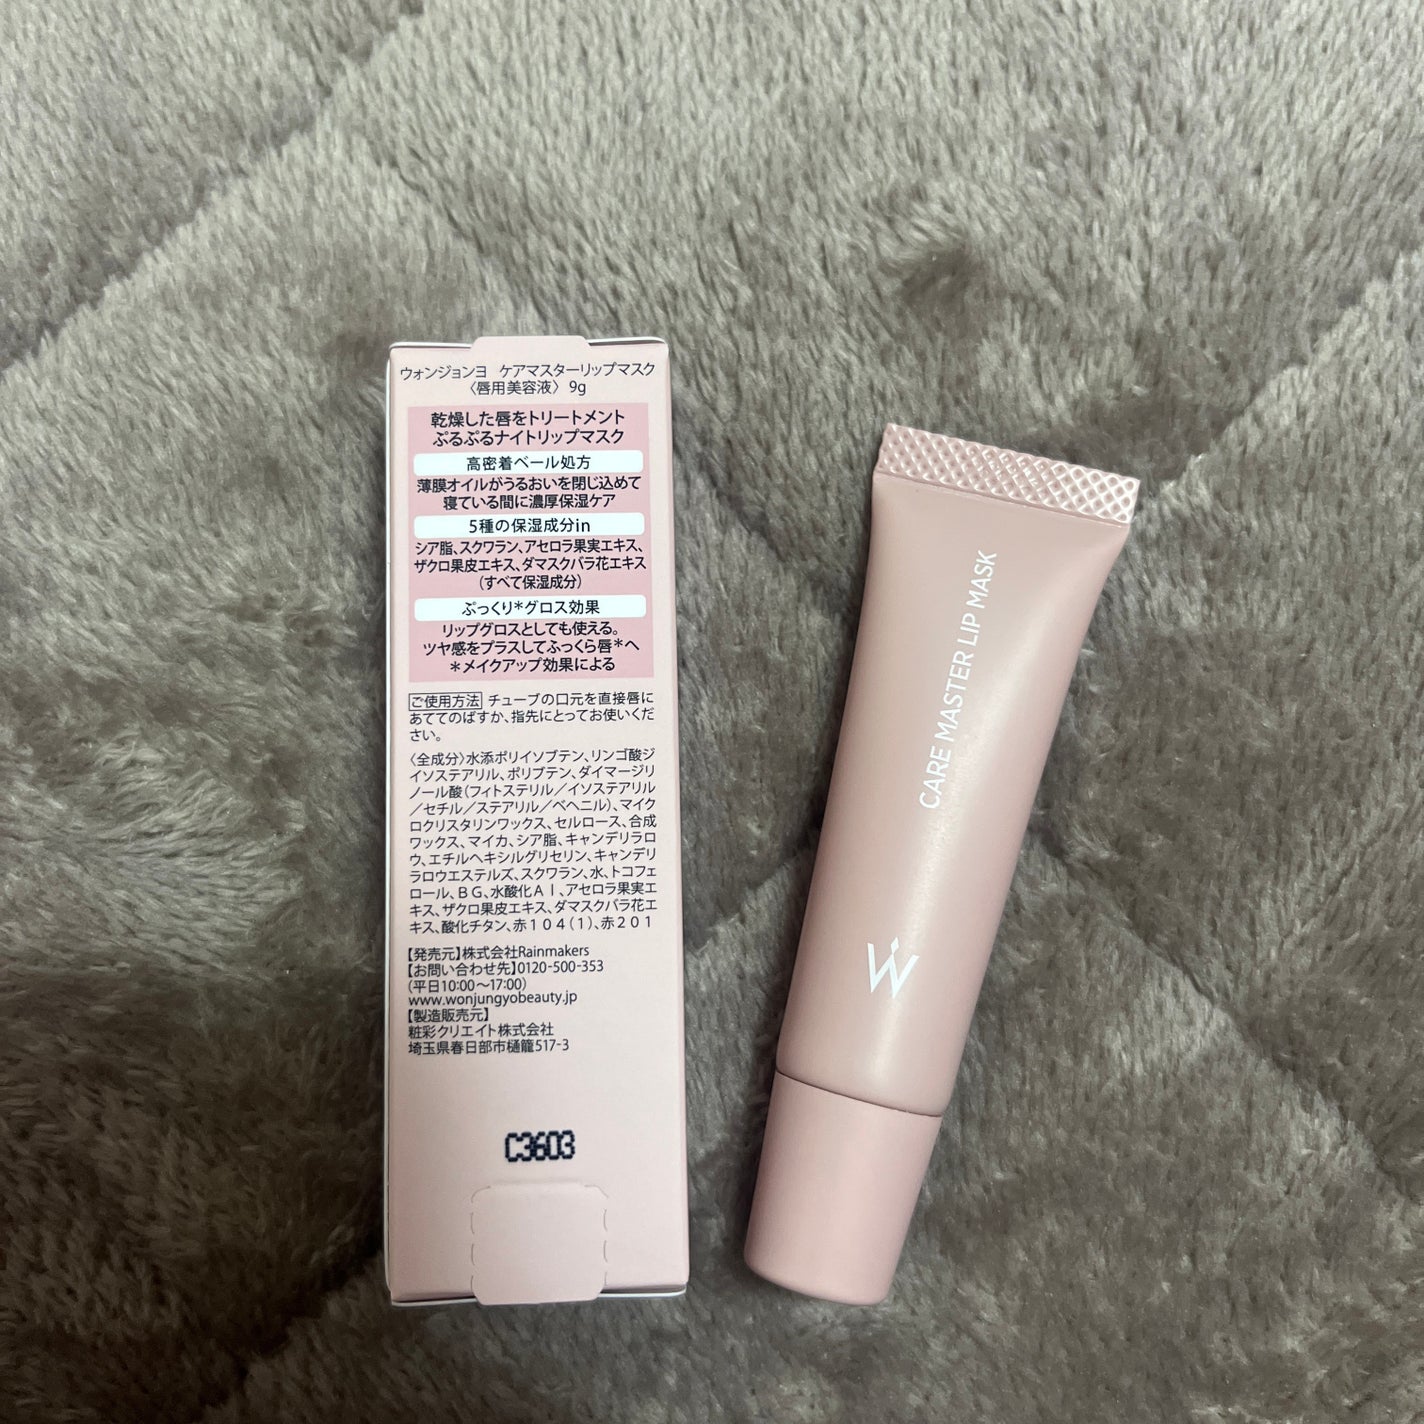 ウォンジョンヨ ケアマスターリップマスク
〈唇用美容液〉 9g
乾燥した唇をトリートメント
ぷるぷるナイトリップマスク
高密着ベール処方
薄膜オイルがうるおいを閉じ込めて
寝ている間に濃厚保湿ケア
5種の保湿成分in
シア脂、スクワラン、アセロラ果実エキス、
ザクロ果皮エキス、ダマスクバラ花エキス
(すべて保湿成分)
ぷっくり*グロス効果
リップグロスとしても使える。
ツヤ感をプラスしてふっくら唇*へ
*メイクアップ効果による
ご使用方法 チューブの口元を直接唇に
あててのばすか、指先にとってお使いくだ
さい。
〈全成分〉水添ポリイソブテン、リンゴ酸ジ
イソステアリル、ポリブテン、ダイマージリ
ノール酸(フィトステリル/イソステアリル
/セチル/ステアリル/ベヘニル)、マイク
ロクリスタリンワックス、セルロース、合成
ワックス、マイカ、シア脂、キャンデリラロ
ウ、エチルヘキシルグリセリン、キャンデリ
ラロウエステルズ、スクワラン、水、トコフェ
ロール、BG、水酸化Al、アセロラ果実エ
キス、ザクロ果皮エキス、ダマスクバラ花エ
キス、酸化チタン、赤104(1)、赤201
【発売元】株式会社Rainmakers
【お問い合わせ先】0120-500-353
(平日10:00〜17:00)
www.wonjungyobeauty.jp
【製造販売元】
粧彩クリエイト株式会社
埼玉県春日部市樋籠517-3
C3603
CARE MASTER LIP MASK
W